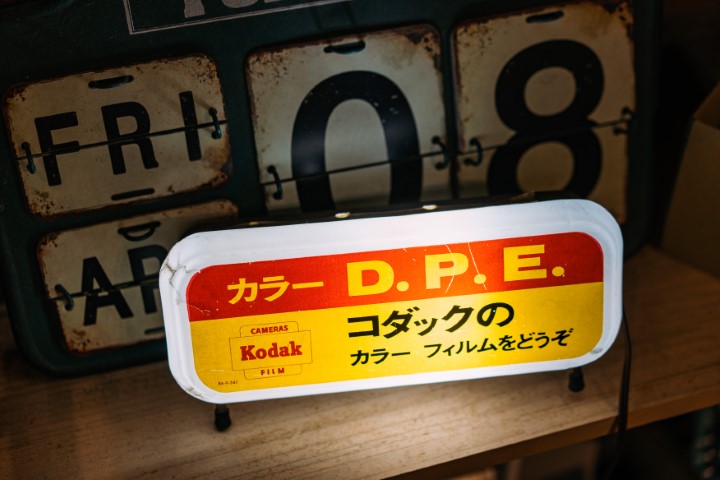 FRI 08
カラー D.P.E.
コダックの
カラー フィルムをどうぞ
CAMERAS
Kodak
FILM